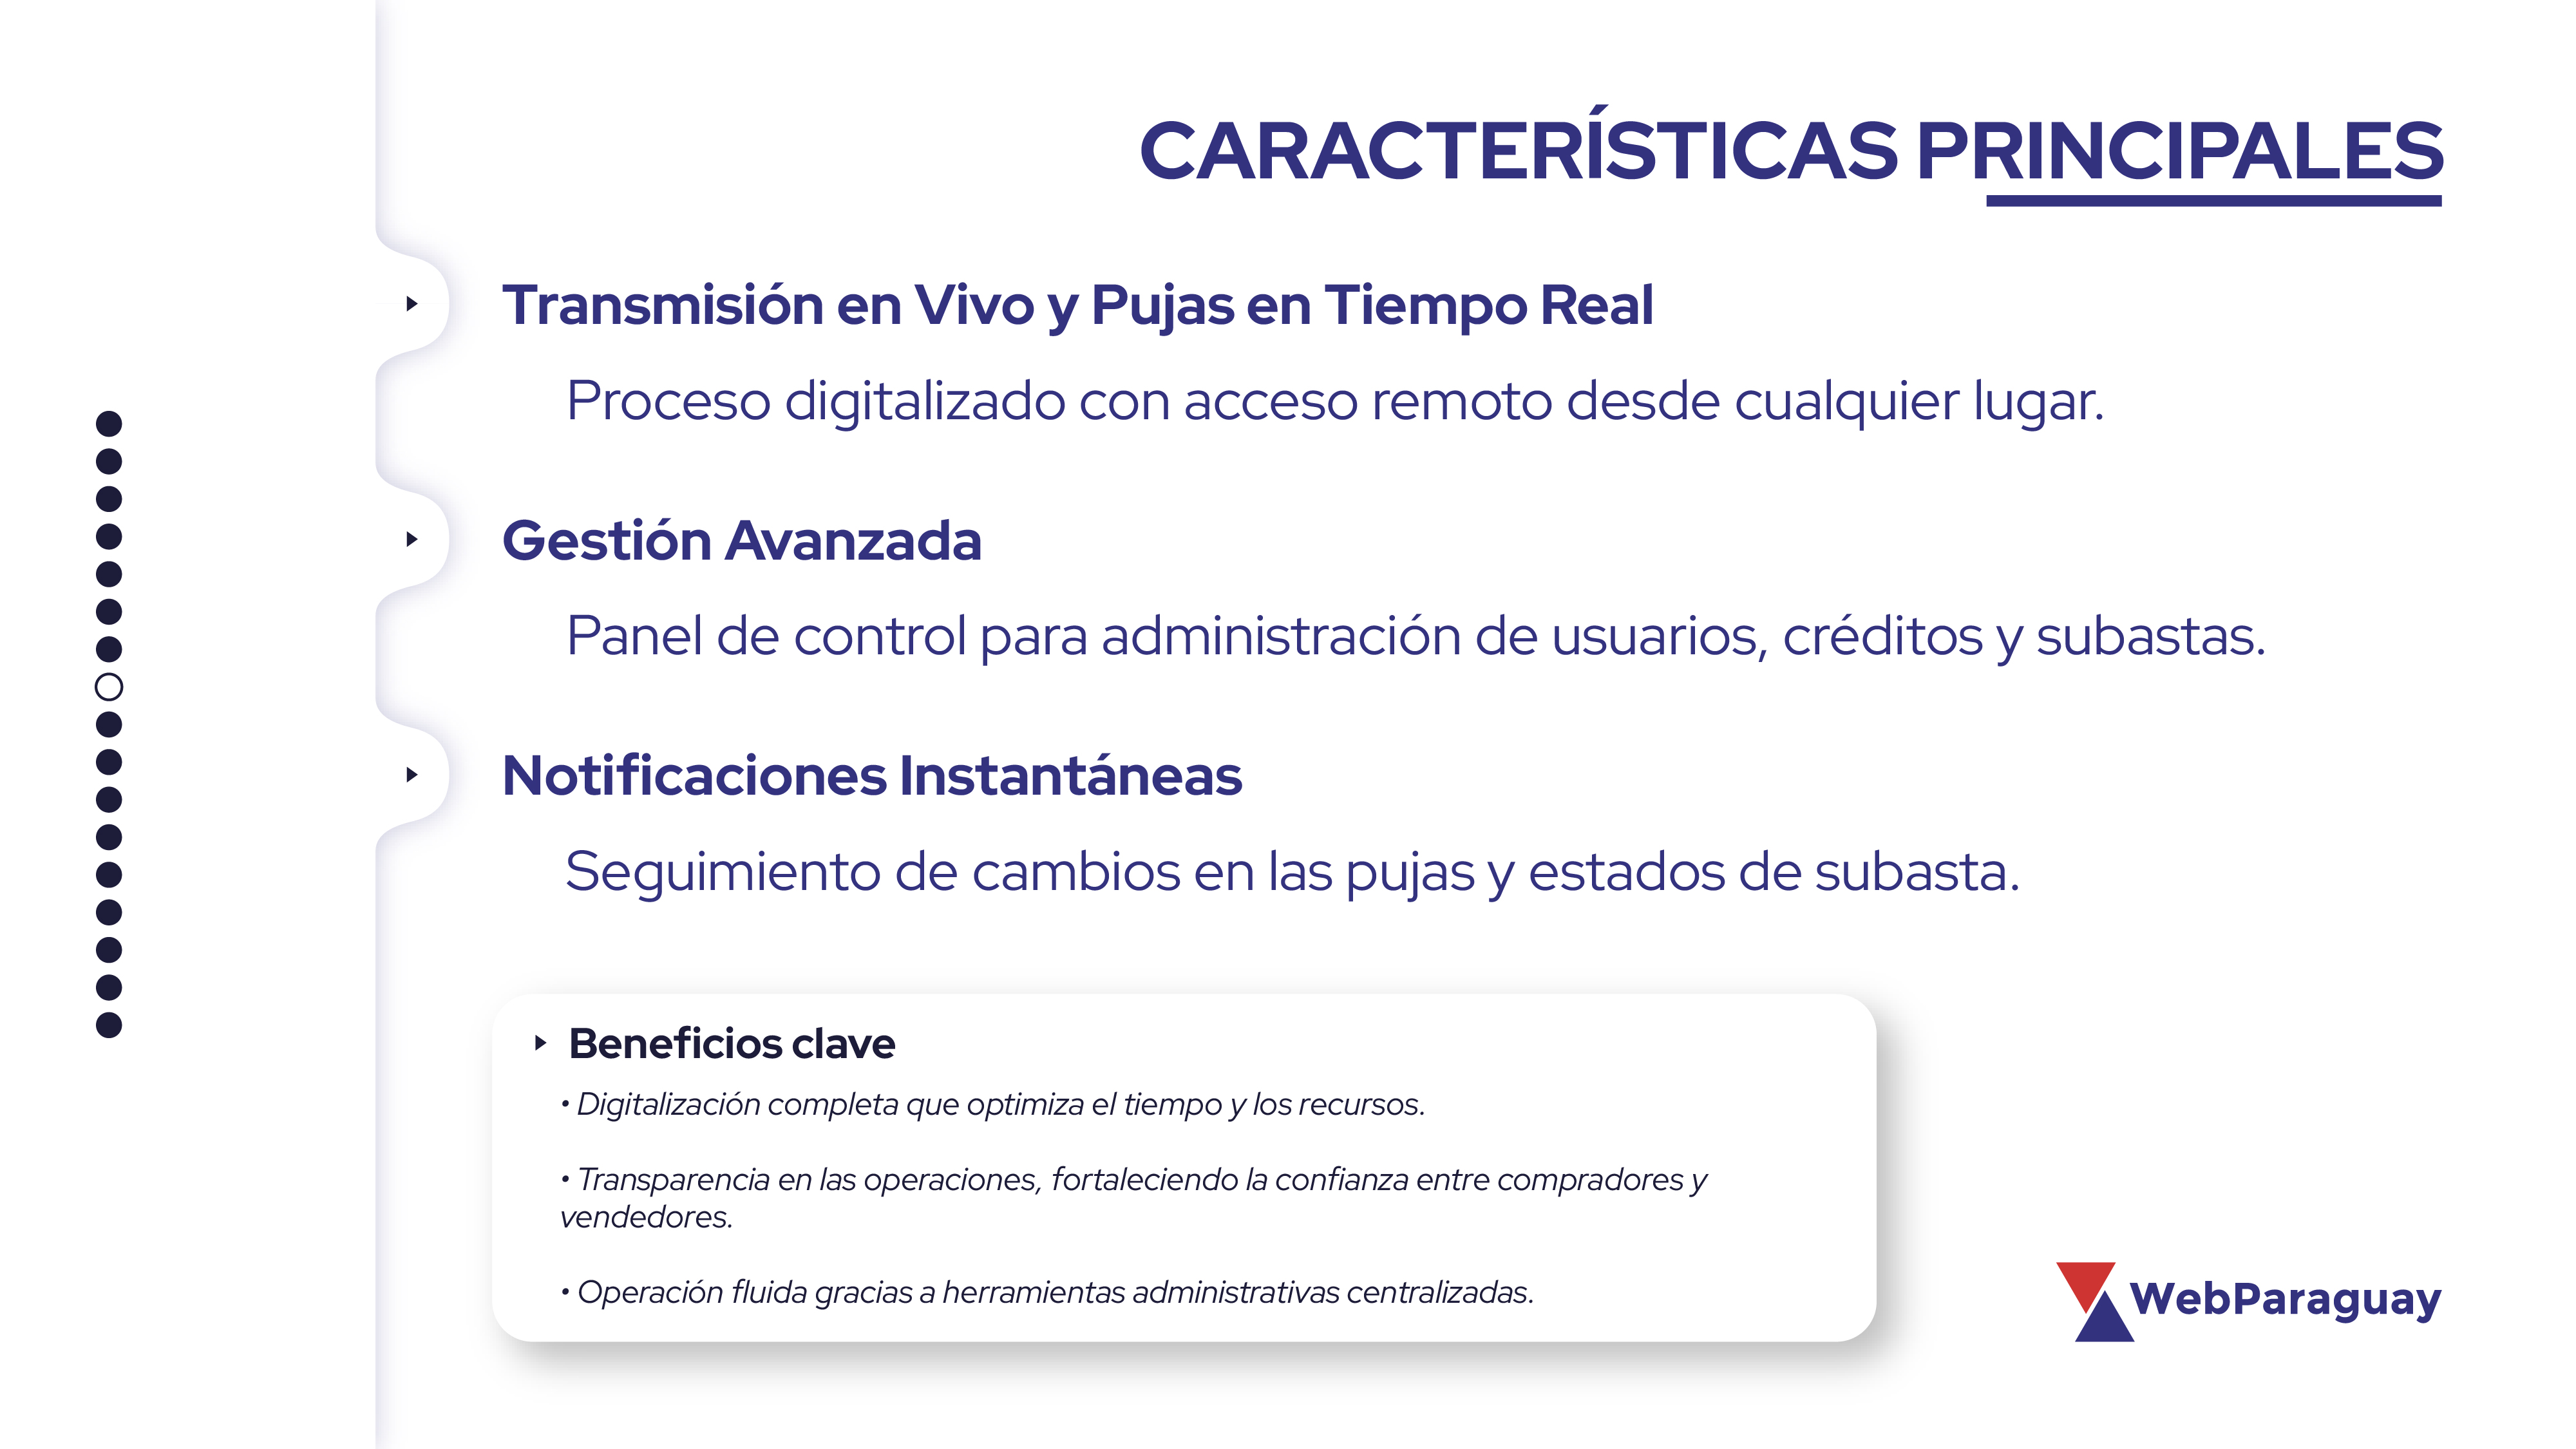 CARACTERÍSTICAS PRINCIPALES
Transmisión en Vivo y Pujas en Tiempo Real
Proceso digitalizado con acceso remoto desde cualquier lugar.
Gestión Avanzada
Panel de control para administración de usuarios, créditos y subastas.
Notificaciones Instantáneas
Seguimiento de cambios en las pujas y estados de subasta.
Beneficios clave
• Digitalización completa que optimiza el tiempo y los recursos.
• Transparencia en las operaciones, fortaleciendo la confianza entre compradores y
vendedores.
• Operación fluida gracias a herramientas administrativas centralizadas.
WebParaguay